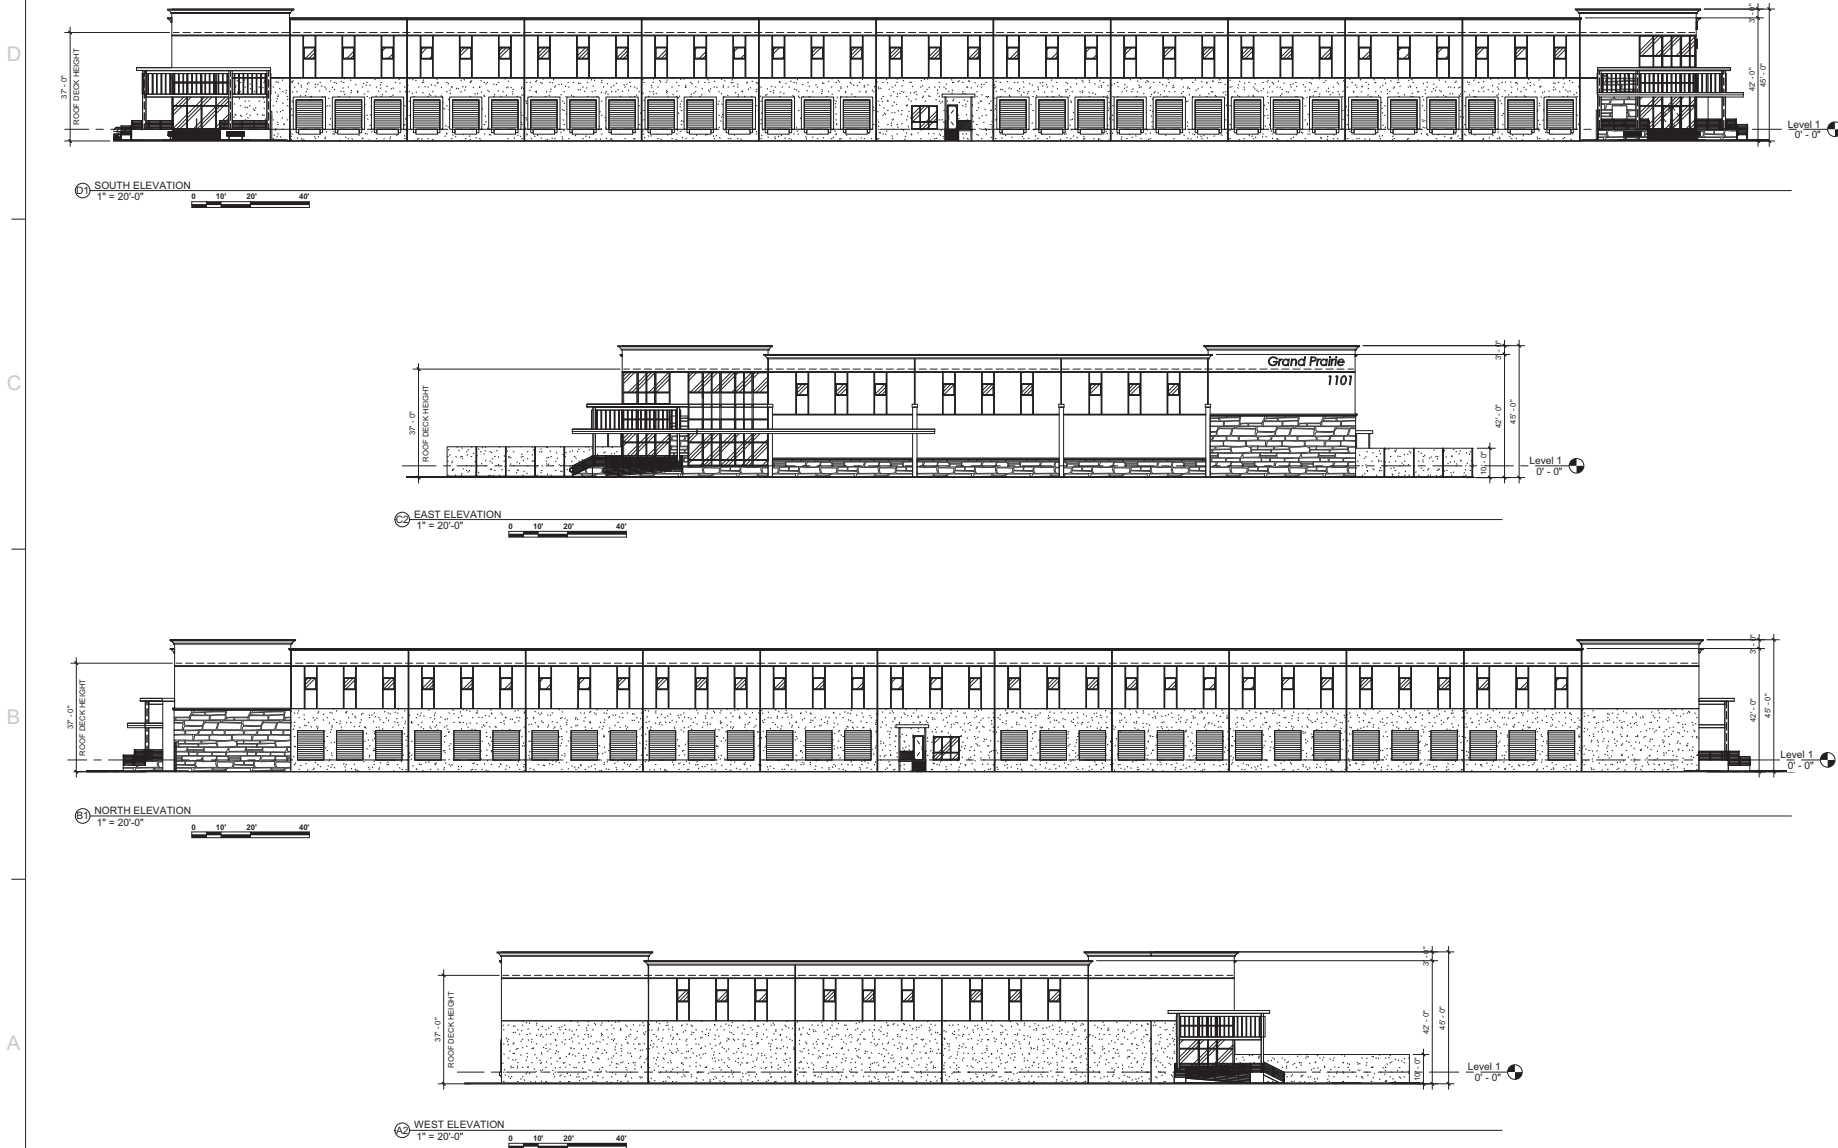 D
37' - 0"
ROOF DECK HEIGHT
3' - 0"
42' - 0"
45' - 0"
Level 1
0' - 0"
D1
SOUTH ELEVATION
1" = 20'-0"
0 10' 20' 40'
C
37' - 0"
ROOF DECK HEIGHT
Grand Prairie
1101
3' - 0"
42' - 0"
45' - 0"
10' - 0"
Level 1
0' - 0"
C2
EAST ELEVATION
1" = 20'-0"
0 10' 20' 40'
B
37' - 0"
ROOF DECK HEIGHT
3' - 0"
42' - 0"
45' - 0"
Level 1
0' - 0"
B1
NORTH ELEVATION
1" = 20'-0"
0 10' 20' 40'
A
37' - 0"
ROOF DECK HEIGHT
3' - 0"
42' - 0"
45' - 0"
10' - 0"
Level 1
0' - 0"
A2
WEST ELEVATION
1" = 20'-0"
0 10' 20' 40'